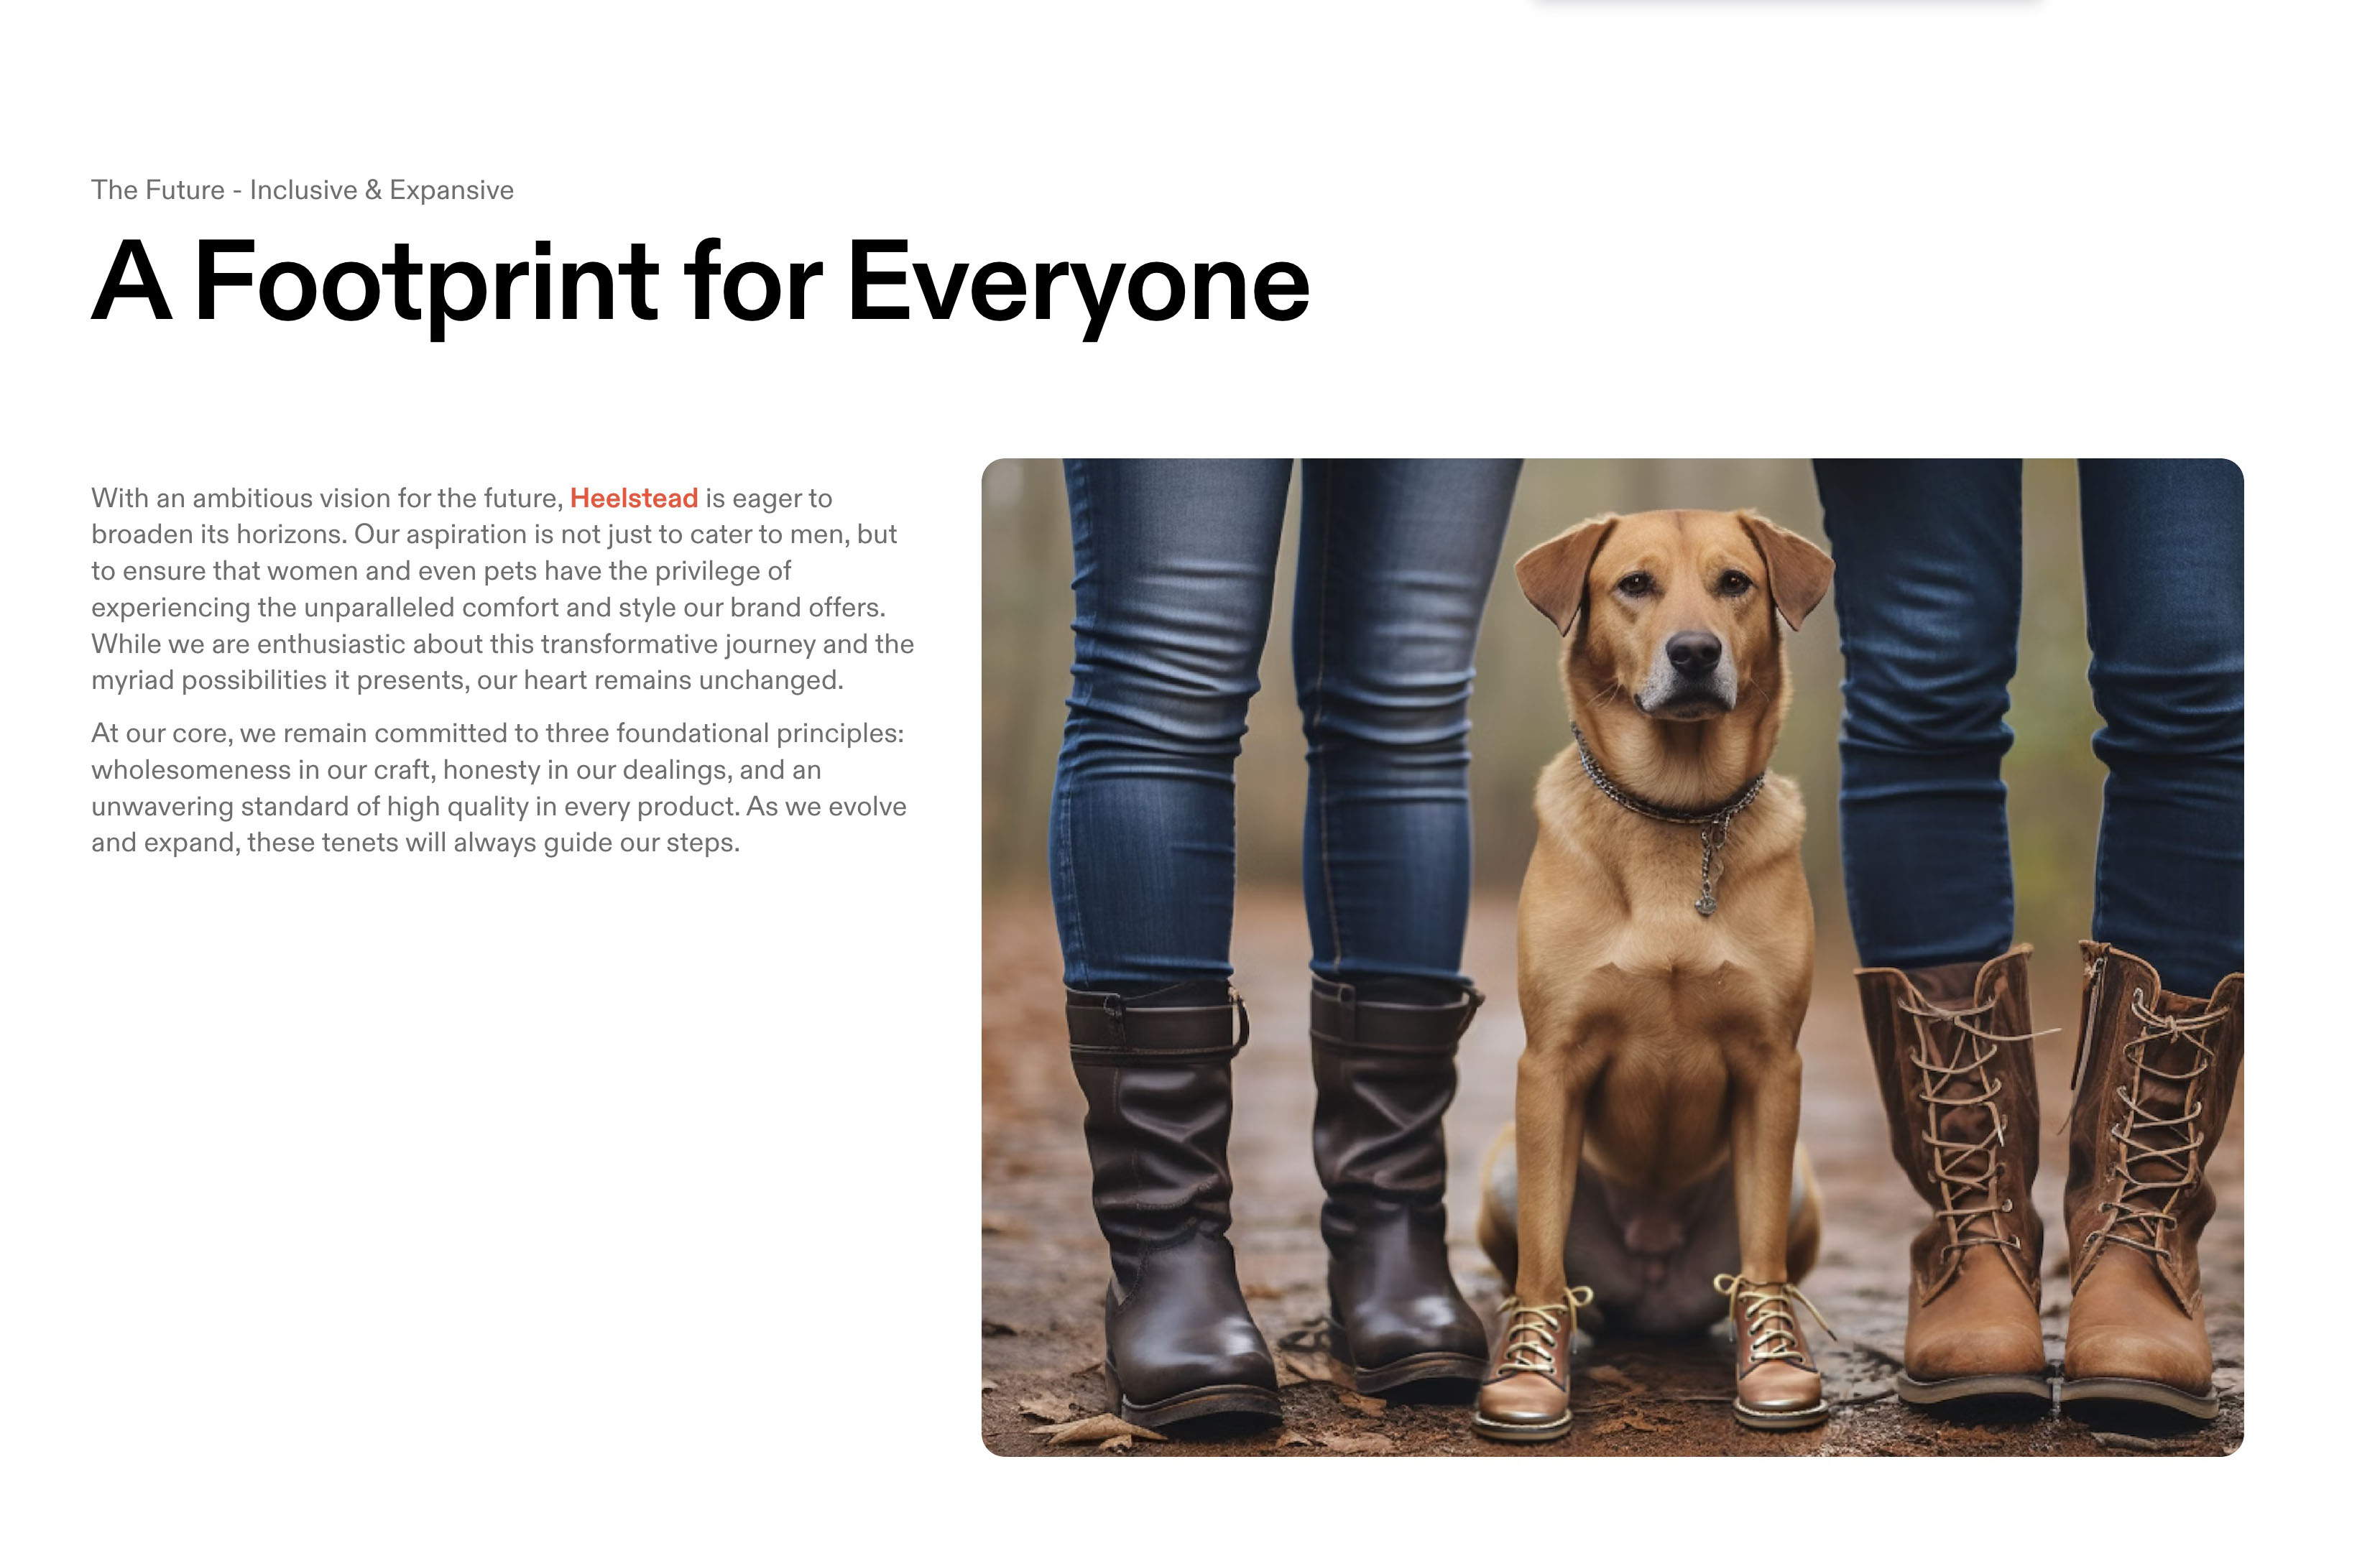 The Future - Inclusive & Expansive
A Footprint for Everyone
With an ambitious vision for the future, Heelstead is eager to
broaden its horizons. Our aspiration is not just to cater to men, but
to ensure that women and even pets have the privilege of
experiencing the unparalleled comfort and style our brand offers.
While we are enthusiastic about this transformative journey and the
myriad possibilities it presents, our heart remains unchanged.
At our core, we remain committed to three foundational principles:
wholesomeness in our craft, honesty in our dealings, and an
unwavering standard of high quality in every product. As we evolve
and expand, these tenets will always guide our steps.